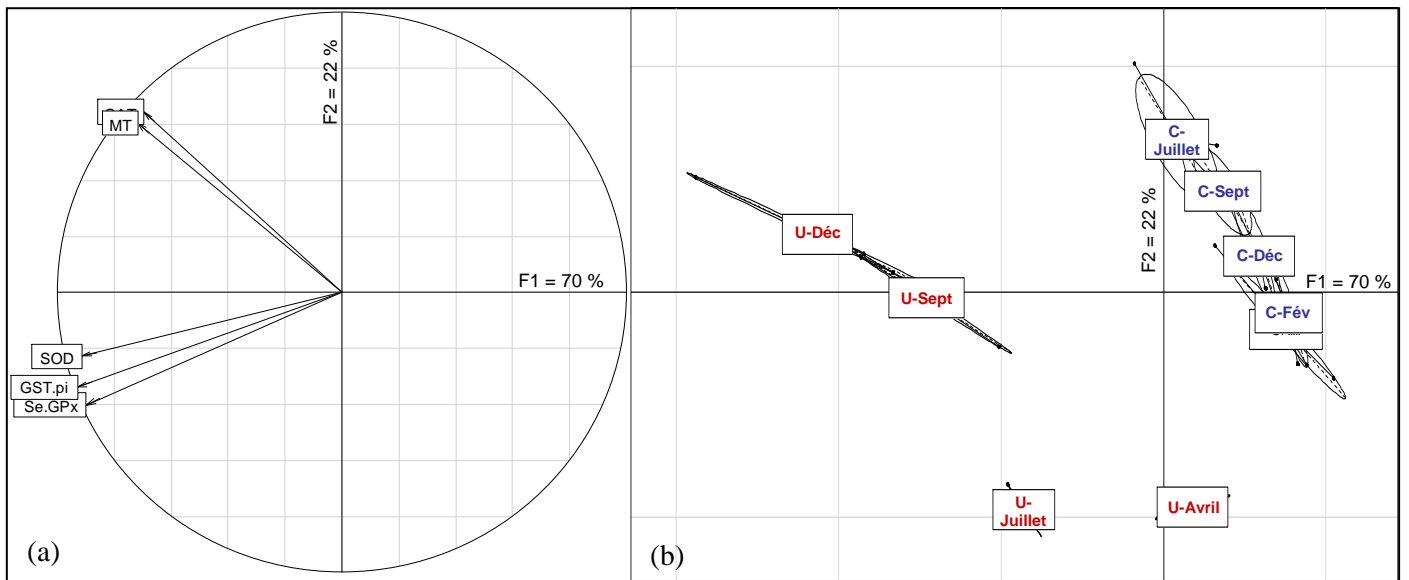 F2 = 22 %
MT
F1 = 70 %
SOD
GST.pi
Se.GPx
(a)
C-
Juillet
F2 = 22 %
C-Sept
U-Déc
C-Déc
F1 = 70 %
U-Sept
C-Fév
U-
Juillet
U-Avril
(b)